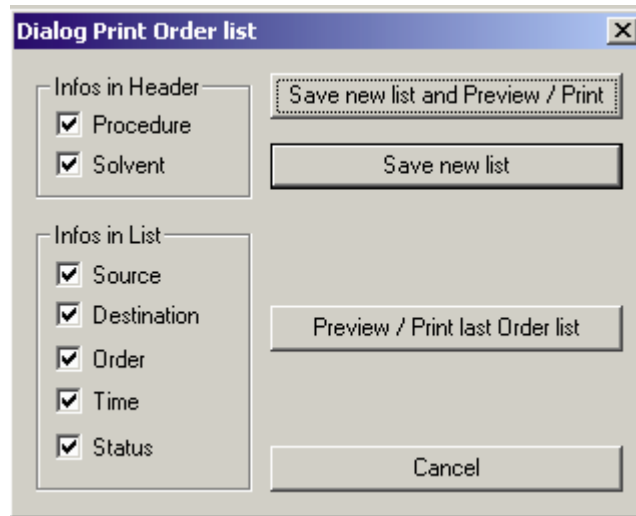 Dialog Print Order list
Infos in Header
Procedure
Solvent
Save new list and Preview / Print
Save new list
Infos in List
Source
Destination
Order
Time
Status
Preview / Print last Order list
Cancel